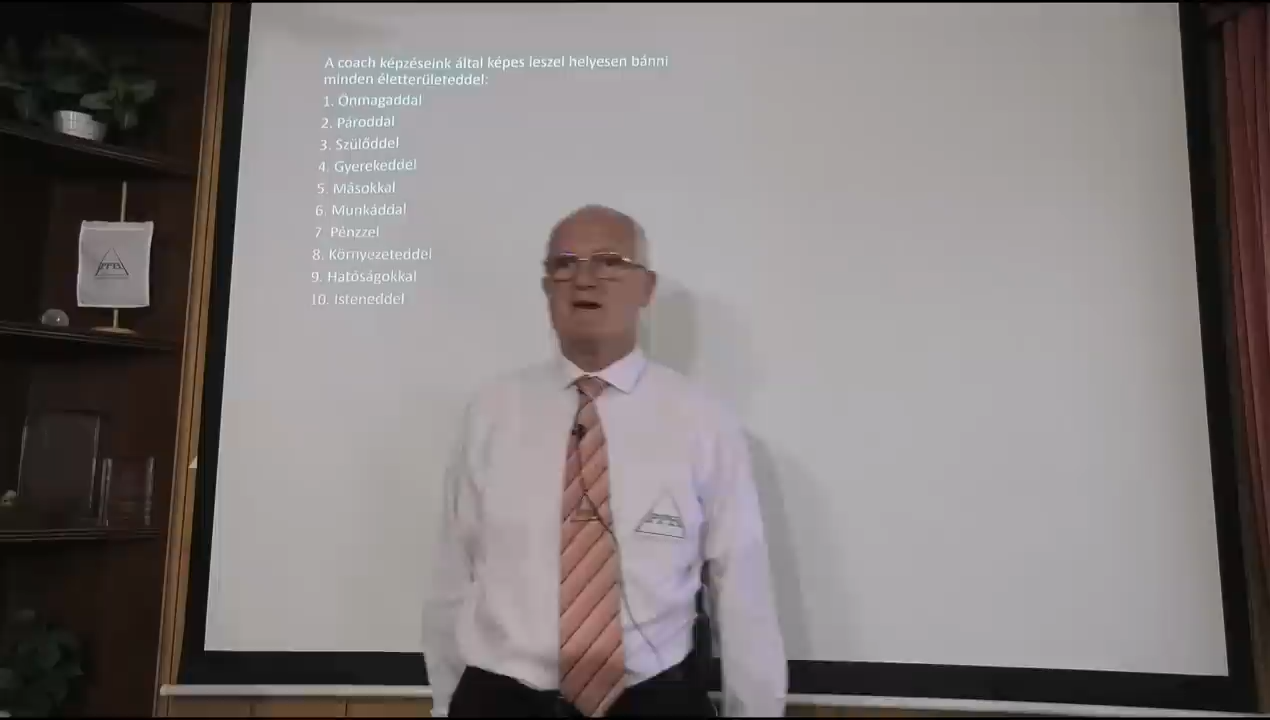 A coach képzéseink által képes leszel helyesen bánni
minden életterületeddel:
1. Önmagaddal
2. Pároddal
3. Szülőddel
4. Gyerekeddel
5. Másokkal
6. Munkáddal
7 Pénzzel
8. Környezeteddel
9. Hatóságokkal
10. Isteneddel